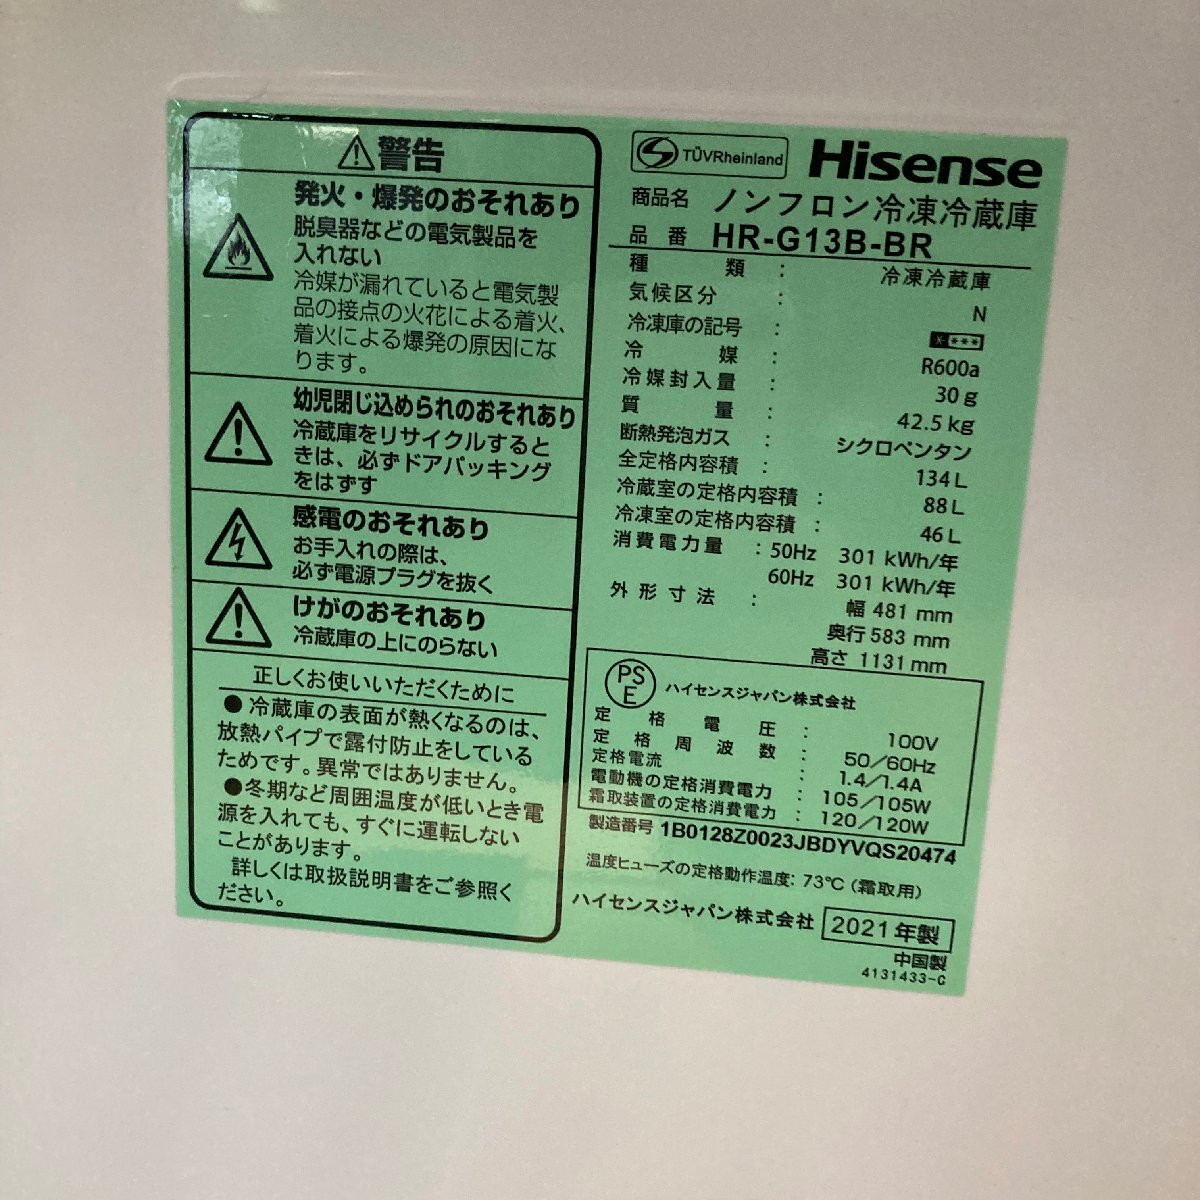 警告
発火・爆発のおそれあり
脱臭器などの電気製品を
入れない
冷媒が漏れていると電気製
品の接点の火花による着火、
着火による爆発の原因にな
ります。
幼児閉じ込められのおそれあり
冷蔵庫をリサイクルすると
きは、必ずドアパッキング
をはずす
感電のおそれあり
お手入れの際は、
必ず電源プラグを抜く
けがのおそれあり
冷蔵庫の上にのらない
正しくお使いいただくために
●冷蔵庫の表面が熱くなるのは、
放熱パイプで露付防止をしている
ためです。異常ではありません。
●冬期など周囲温度が低いとき電
源を入れても、すぐに運転しない
ことがあります。
詳しくは取扱説明書をご参照く
ださい。
TÜVRheinland Hisense
商品名 ノンフロン冷凍冷蔵庫
品番 HR-G13B-BR
種類 : 冷凍冷蔵庫
気候区分 : N
冷凍庫の記号 : ****
冷媒 : R600a
冷媒封入量 : 30 g
質量 : 42.5 kg
断熱発泡ガス : シクロペンタン
全定格内容積 : 134 L
冷蔵室の定格内容積 : 88 L
冷凍室の定格内容積 : 46 L
消費電力量 : 50Hz 301 kWh/年
60Hz 301 kWh/年
外形寸法 : 幅 481 mm
奥行 583 mm
高さ 1131 mm
PS
E
ハイセンスジャパン株式会社
定格電圧 : 100V
定格周波数 : 50/60Hz
定格電流 : 1.4/1.4A
電動機の定格消費電力 : 105/105W
霜取装置の定格消費電力 : 120/120W
製造番号 1B0128Z0023JBDYVQS20474
温度ヒューズの定格動作温度: 73℃ (霜取用)
ハイセンスジャパン株式会社 2021年製
中国製
4131433-G